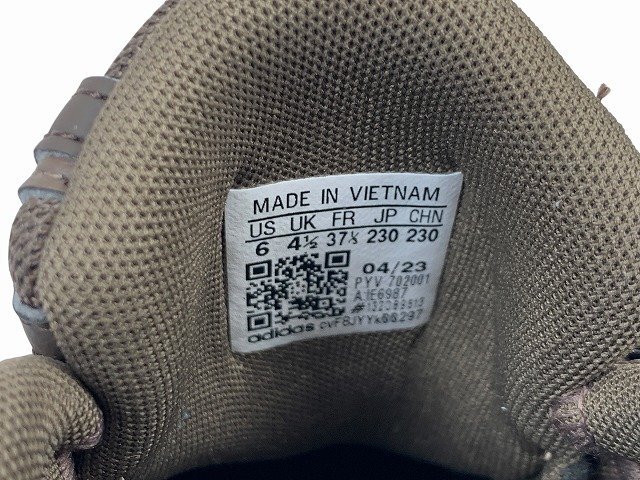 MADE IN VIETNAM
US UK FR JP CHN
6 4½ 37⅓ 230 230
04/23
PYV 702001
adidas